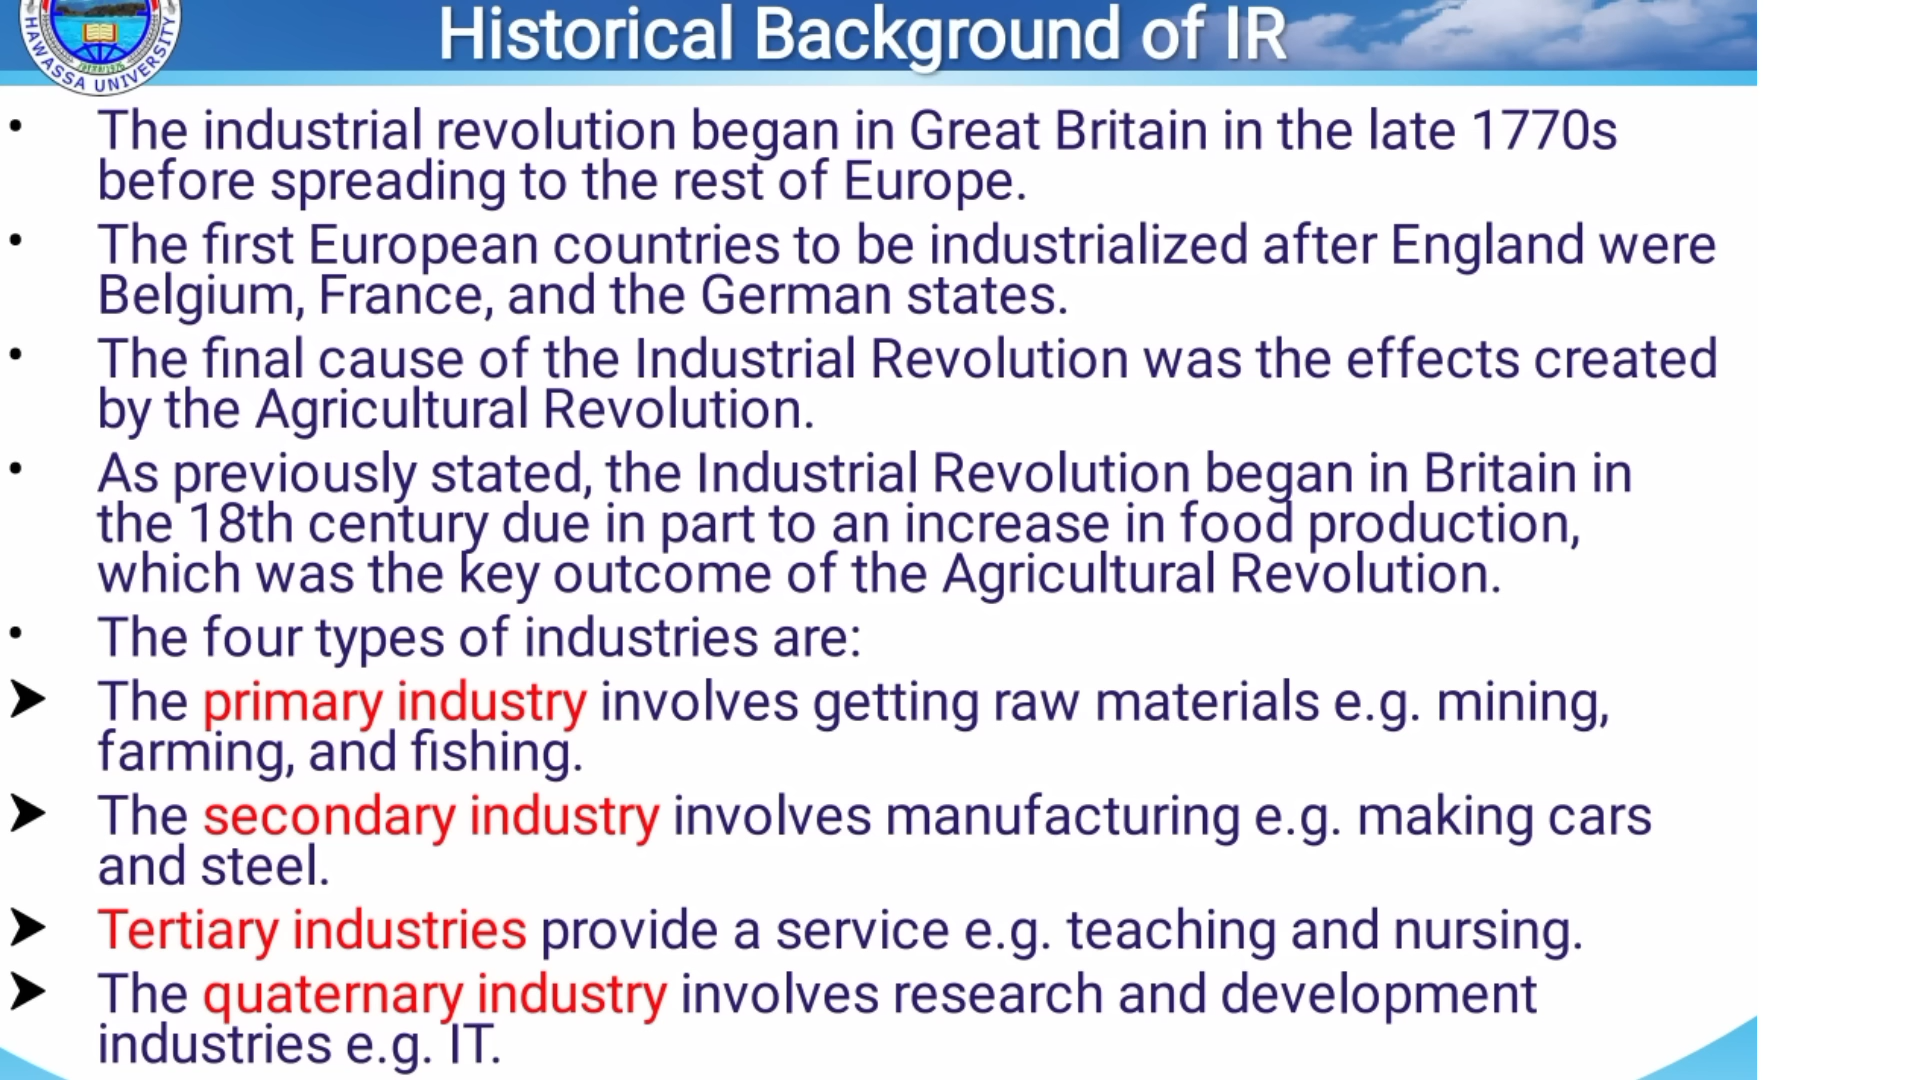 HAWASSA UNIVERSITY
Historical Background of IR
• The industrial revolution began in Great Britain in the late 1770s
before spreading to the rest of Europe.
• The first European countries to be industrialized after England were
Belgium, France, and the German states.
• The final cause of the Industrial Revolution was the effects created
by the Agricultural Revolution.
• As previously stated, the Industrial Revolution began in Britain in
the 18th century due in part to an increase in food production,
which was the key outcome of the Agricultural Revolution.
• The four types of industries are:
➤ The primary industry involves getting raw materials e.g. mining,
farming, and fishing.
➤ The secondary industry involves manufacturing e.g. making cars
and steel.
➤ Tertiary industries provide a service e.g. teaching and nursing.
➤ The quaternary industry involves research and development
industries e.g. IT.